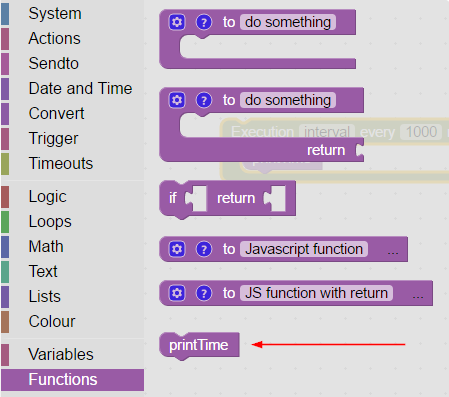 System
Actions
Sendto
Date and Time
Convert
Trigger
Timeouts
Logic
Loops
Math
Text
Lists
Colour
Variables
Functions
? to do something
? to do something
return
Execution interval every 1000
if return
? to Javascript function ...
? to JS function with return ...
printTime